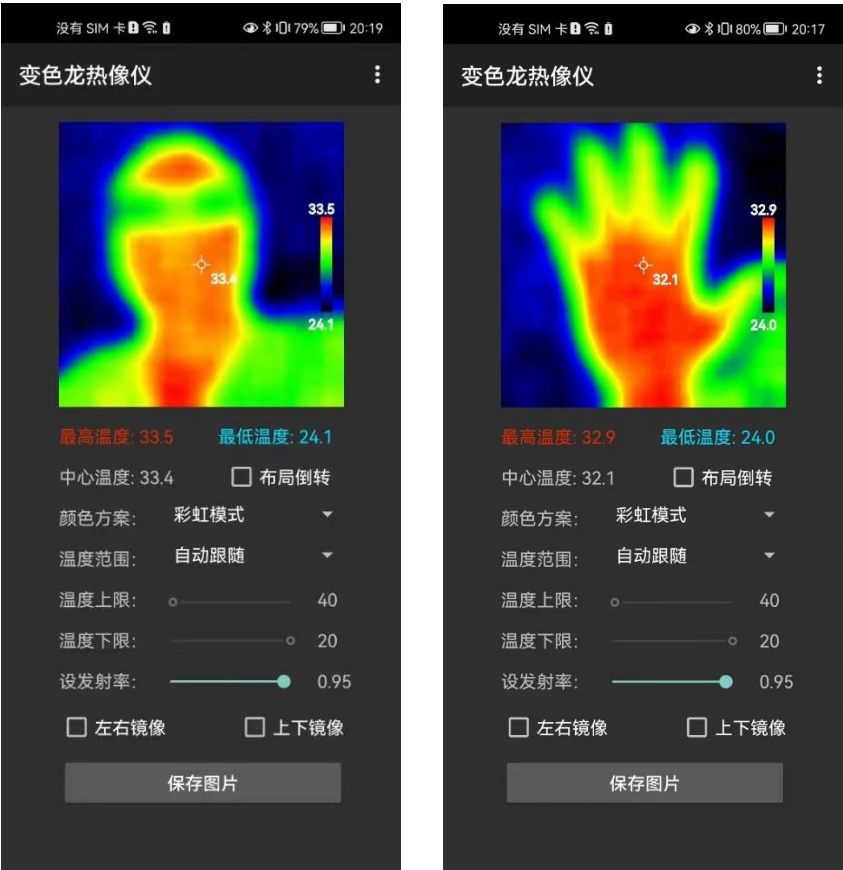 没有 SIM 卡 79% 20:19
变色龙热像仪
33.5
33.4
24.1
最高温度: 33.5 最低温度: 24.1
中心温度: 33.4 布局倒转
颜色方案: 彩虹模式
温度范围: 自动跟随
温度上限: 40
温度下限: 20
设发射率: 0.95
左右镜像 上下镜像
保存图片
没有 SIM 卡 80% 20:17
变色龙热像仪
32.9
32.1
24.0
最高温度: 32.9 最低温度: 24.0
中心温度: 32.1 布局倒转
颜色方案: 彩虹模式
温度范围: 自动跟随
温度上限: 40
温度下限: 20
设发射率: 0.95
左右镜像 上下镜像
保存图片